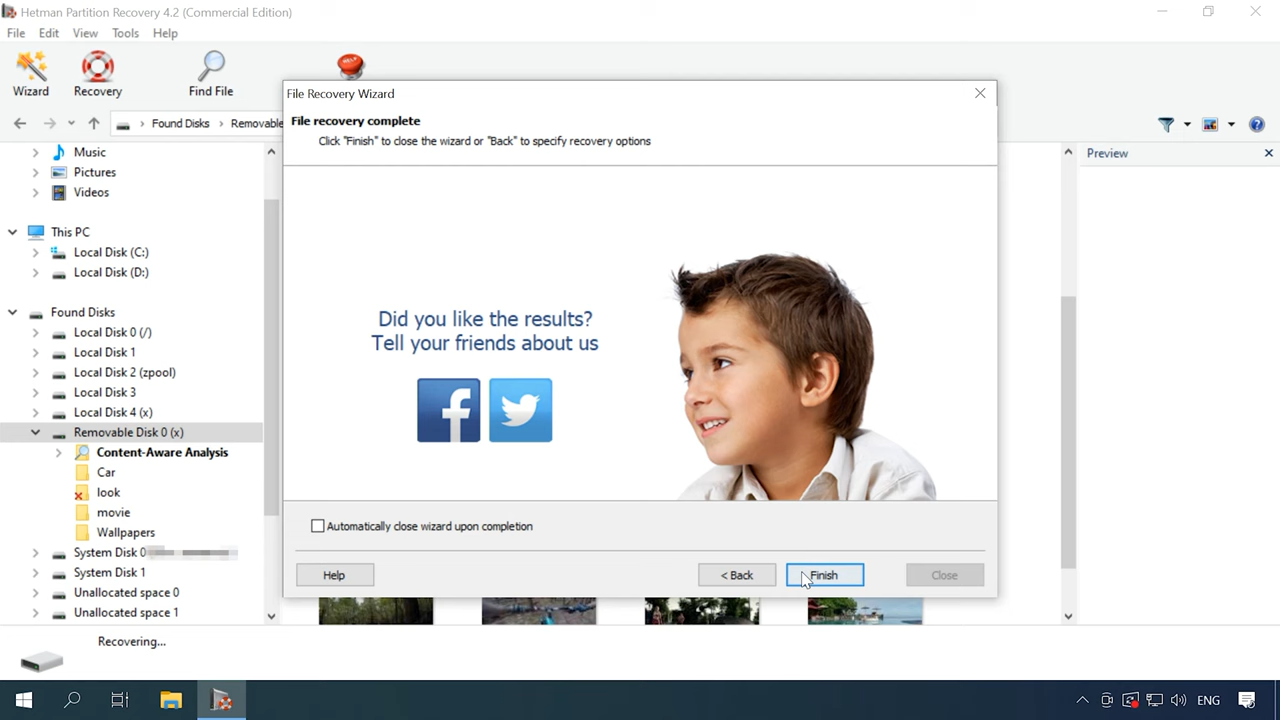 Hetman Partition Recovery 4.2 (Commercial Edition)
File Edit View Tools Help
Wizard Recovery Find File
HELP
Found Disks Removable
Music
Pictures
Videos
This PC
Local Disk (C:)
Local Disk (D:)
Found Disks
Local Disk 0 (/)
Local Disk 1
Local Disk 2 (zpool)
Local Disk 3
Local Disk 4 (x)
Removable Disk 0 (x)
Content-Aware Analysis
Car
look
movie
Wallpapers
System Disk 0
System Disk 1
Unallocated space 0
Unallocated space 1
File Recovery Wizard
File recovery complete
Click "Finish" to close the wizard or "Back" to specify recovery options
Did you like the results?
Tell your friends about us
Automatically close wizard upon completion
Help < Back Finish Close
Preview
Recovering...
ENG